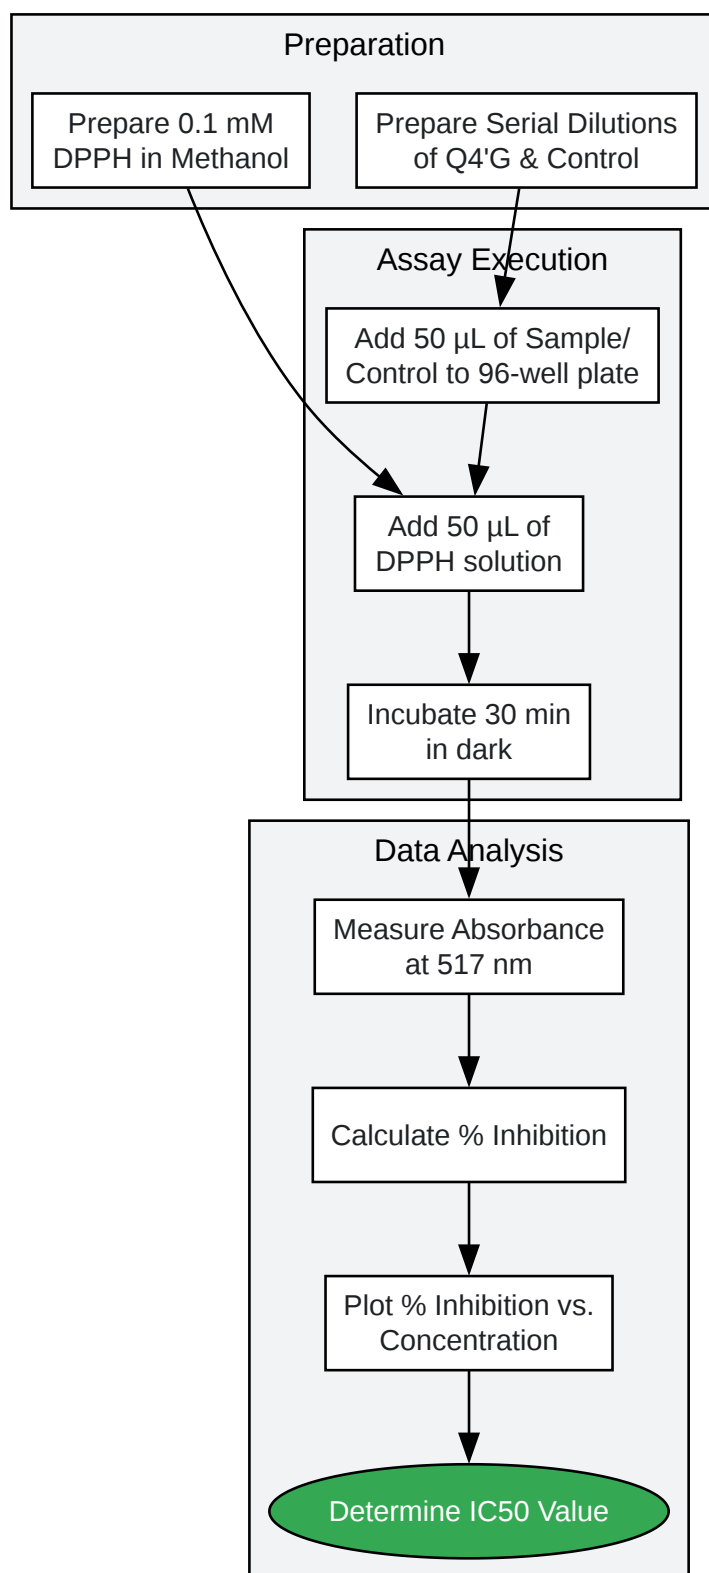 Preparation
Prepare 0.1 mM
DPPH in Methanol
Prepare Serial Dilutions
of Q4'G & Control
Assay Execution
Add 50 µL of Sample/
Control to 96-well plate
Add 50 µL of
DPPH solution
Incubate 30 min
in dark
Data Analysis
Measure Absorbance
at 517 nm
Calculate % Inhibition
Plot % Inhibition vs.
Concentration
Determine IC50 Value